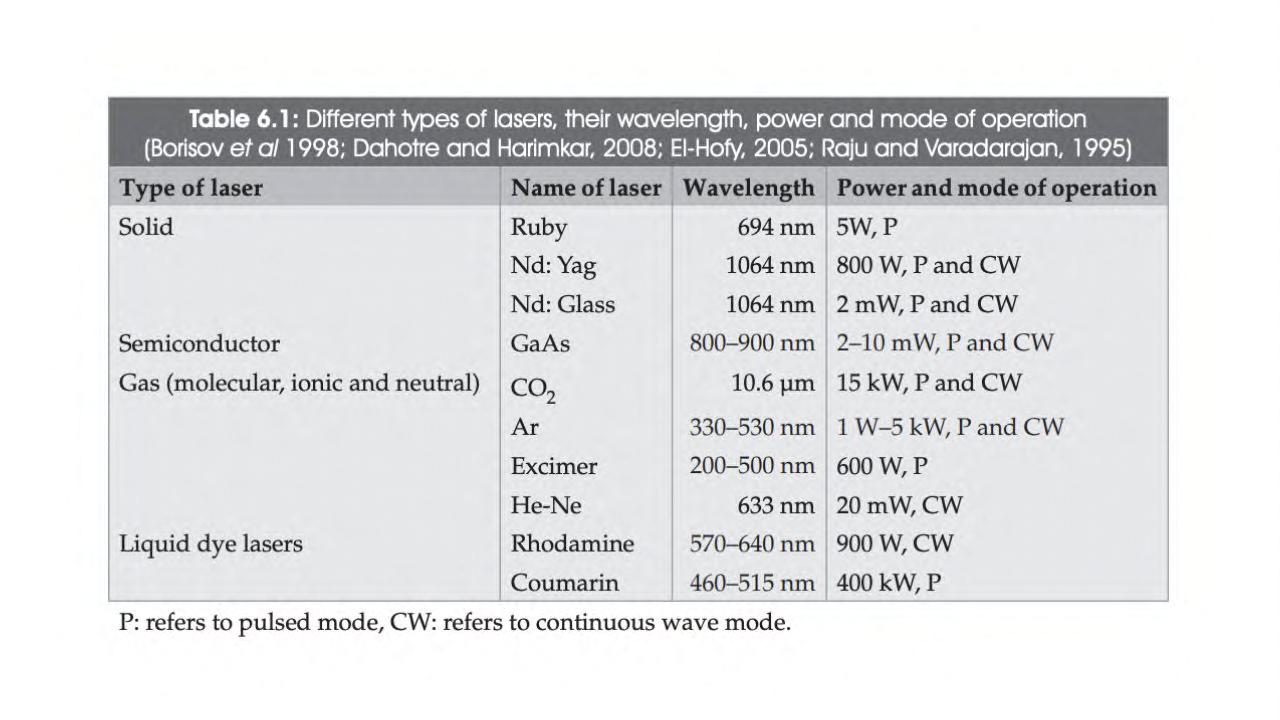 Table 6.1: Different types of lasers, their wavelength, power and mode of operation
(Borisov et al 1998; Dahotre and Harimkar, 2008; El-Hofy, 2005; Raju and Varadarajan, 1995)
Type of laser Name of laser Wavelength Power and mode of operation
Solid Ruby 694 nm 5W, P
Nd: Yag 1064 nm 800 W, P and CW
Nd: Glass 1064 nm 2 mW, P and CW
Semiconductor GaAs 800–900 nm 2–10 mW, P and CW
Gas (molecular, ionic and neutral) CO₂ 10.6 μm 15 kW, P and CW
Ar 330–530 nm 1 W–5 kW, P and CW
Excimer 200–500 nm 600 W, P
He-Ne 633 nm 20 mW, CW
Liquid dye lasers Rhodamine 570–640 nm 900 W, CW
Coumarin 460–515 nm 400 kW, P
P: refers to pulsed mode, CW: refers to continuous wave mode.